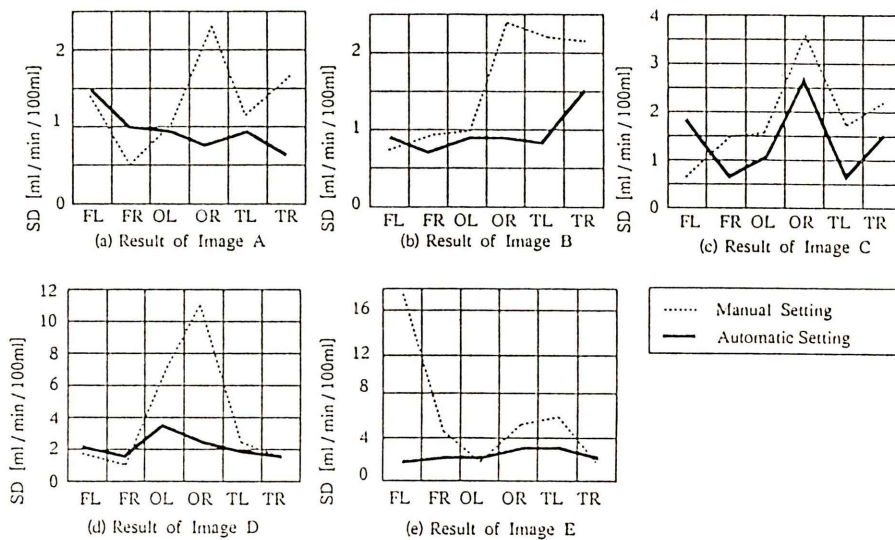 2
1
0
SD [ml / min / 100ml]
FL FR OL OR TL TR
(a) Result of Image A
2
1
0
SD [ml / min / 100ml]
FL FR OL OR TL TR
(b) Result of Image B
4
3
2
1
1
0
SD [ml / min / 100ml]
FL FR OL OR TL TR
(c) Result of Image C
12
10
8
6
4
2
0
SD [ml / min / 100ml]
FL FR OL OR TL TR
(d) Result of Image D
16
12
8
4
0
SD [ml / min / 100ml]
FL FR OL OR TL TR
(e) Result of Image E
Manual Setting
Automatic Setting